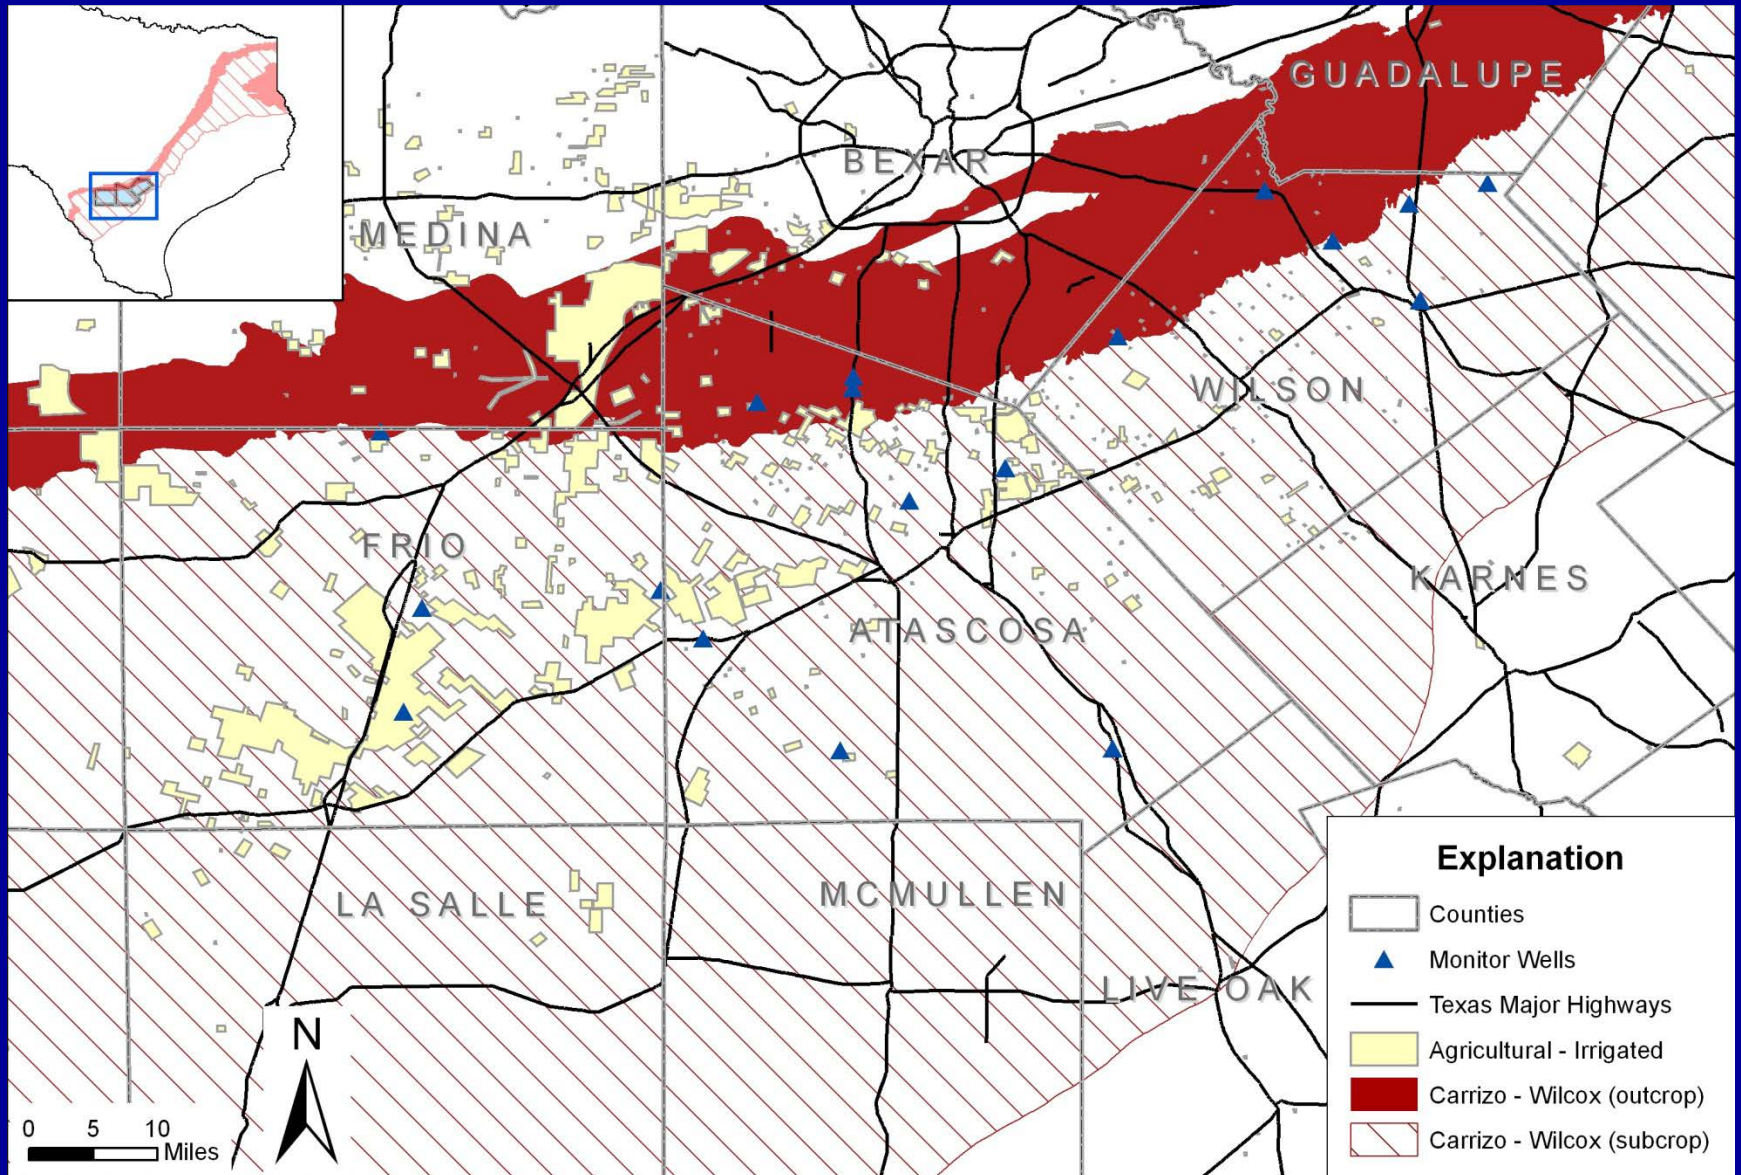 GUADALUPE
BEXAR
MEDINA
WILSON
FRIO
KARNES
ATASCOSA
LA SALLE
MCMULLEN
LIVE OAK
N
0 5 10
Miles
Explanation
Counties
Monitor Wells
Texas Major Highways
Agricultural - Irrigated
Carrizo - Wilcox (outcrop)
Carrizo - Wilcox (subcrop)